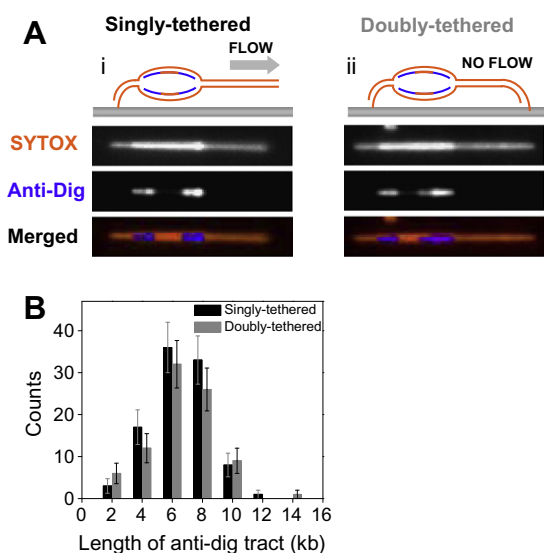 A
Singly-tethered
Doubly-tethered
i
FLOW
ii
NO FLOW
SYTOX
Anti-Dig
Merged
B
Singly-tethered
Doubly-tethered
Counts
40
30
20
10
0
0 2 4 6 8 10 12 14 16
Length of anti-dig tract (kb)